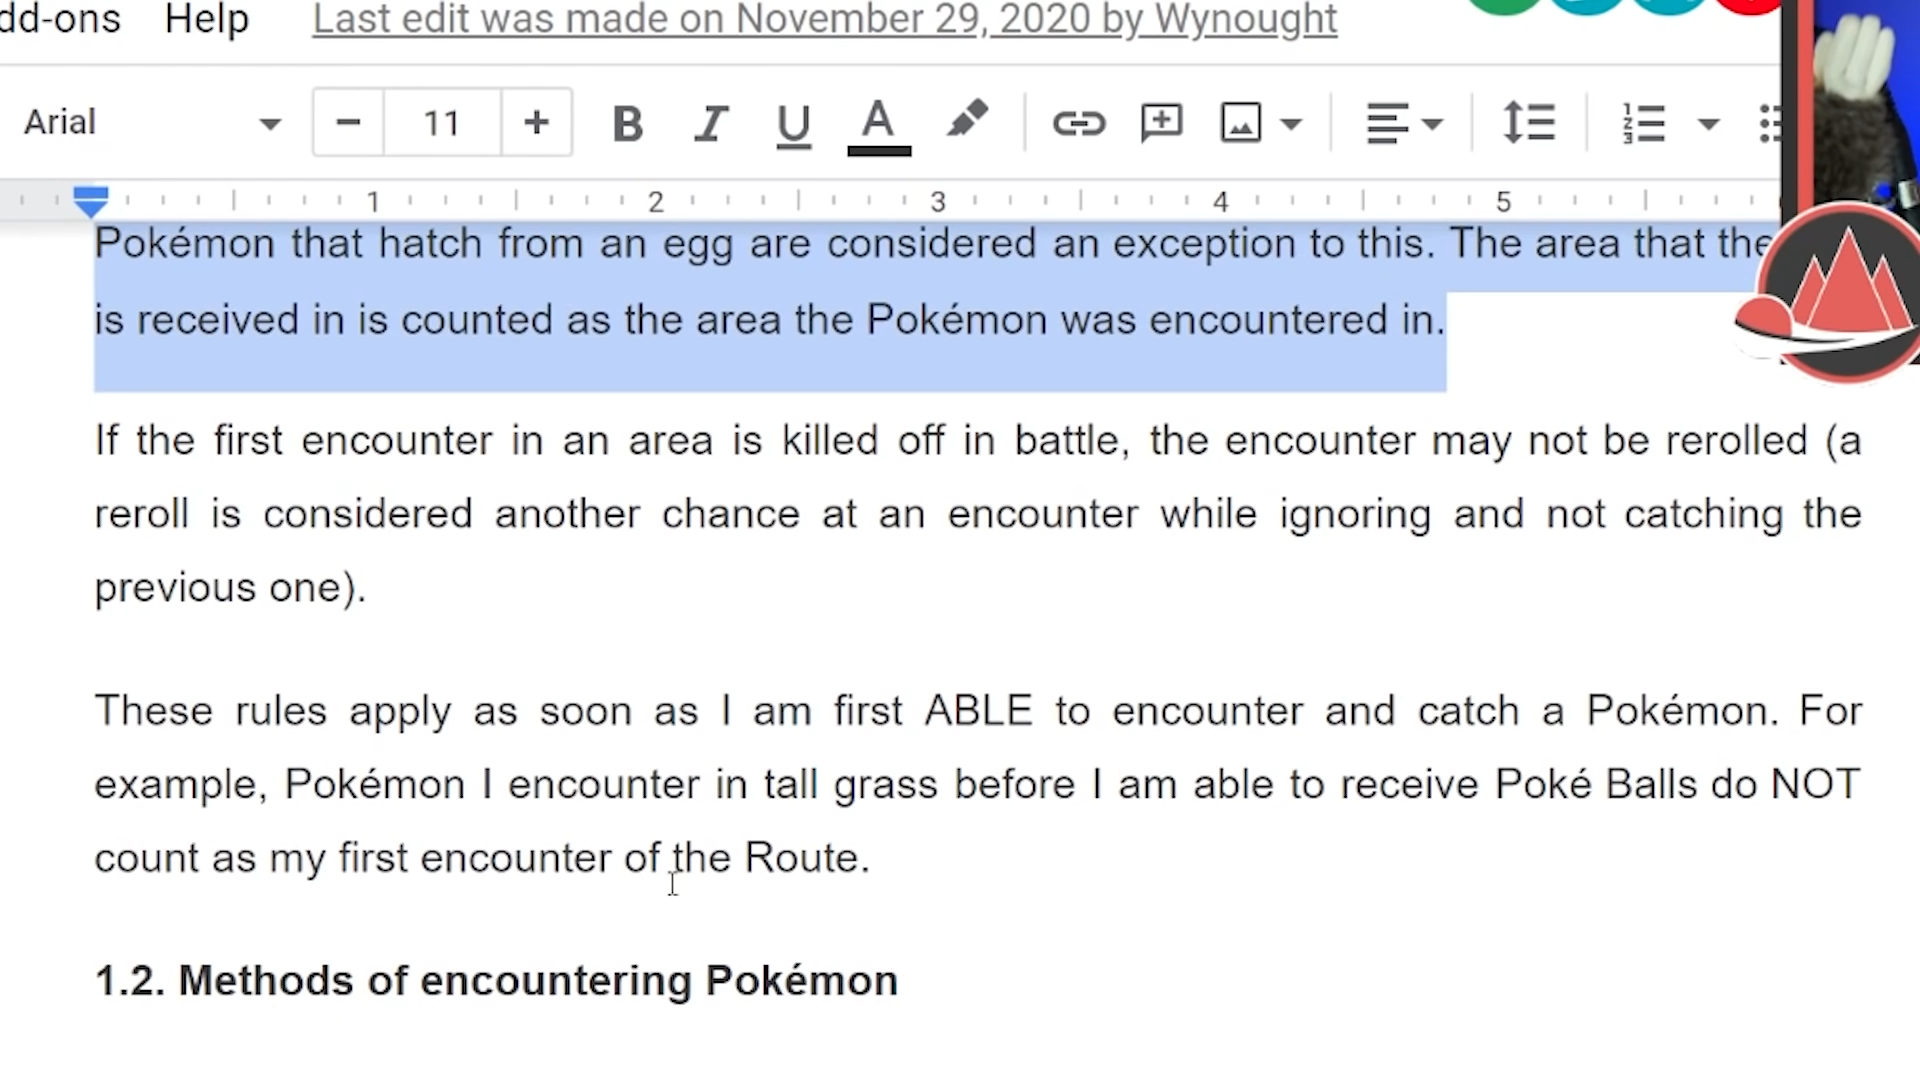 Help Last edit was made on November 29, 2020 by Wynought
Arial 11
1 2 3 4 5
Pokémon that hatch from an egg are considered an exception to this. The area that
is received in is counted as the area the Pokémon was encountered in.
If the first encounter in an area is killed off in battle, the encounter may not be rerolled (a
reroll is considered another chance at an encounter while ignoring and not catching the
previous one).
These rules apply as soon as I am first ABLE to encounter and catch a Pokémon. For
example, Pokémon I encounter in tall grass before I am able to receive Poké Balls do NOT
count as my first encounter of the Route.
1.2. Methods of encountering Pokémon